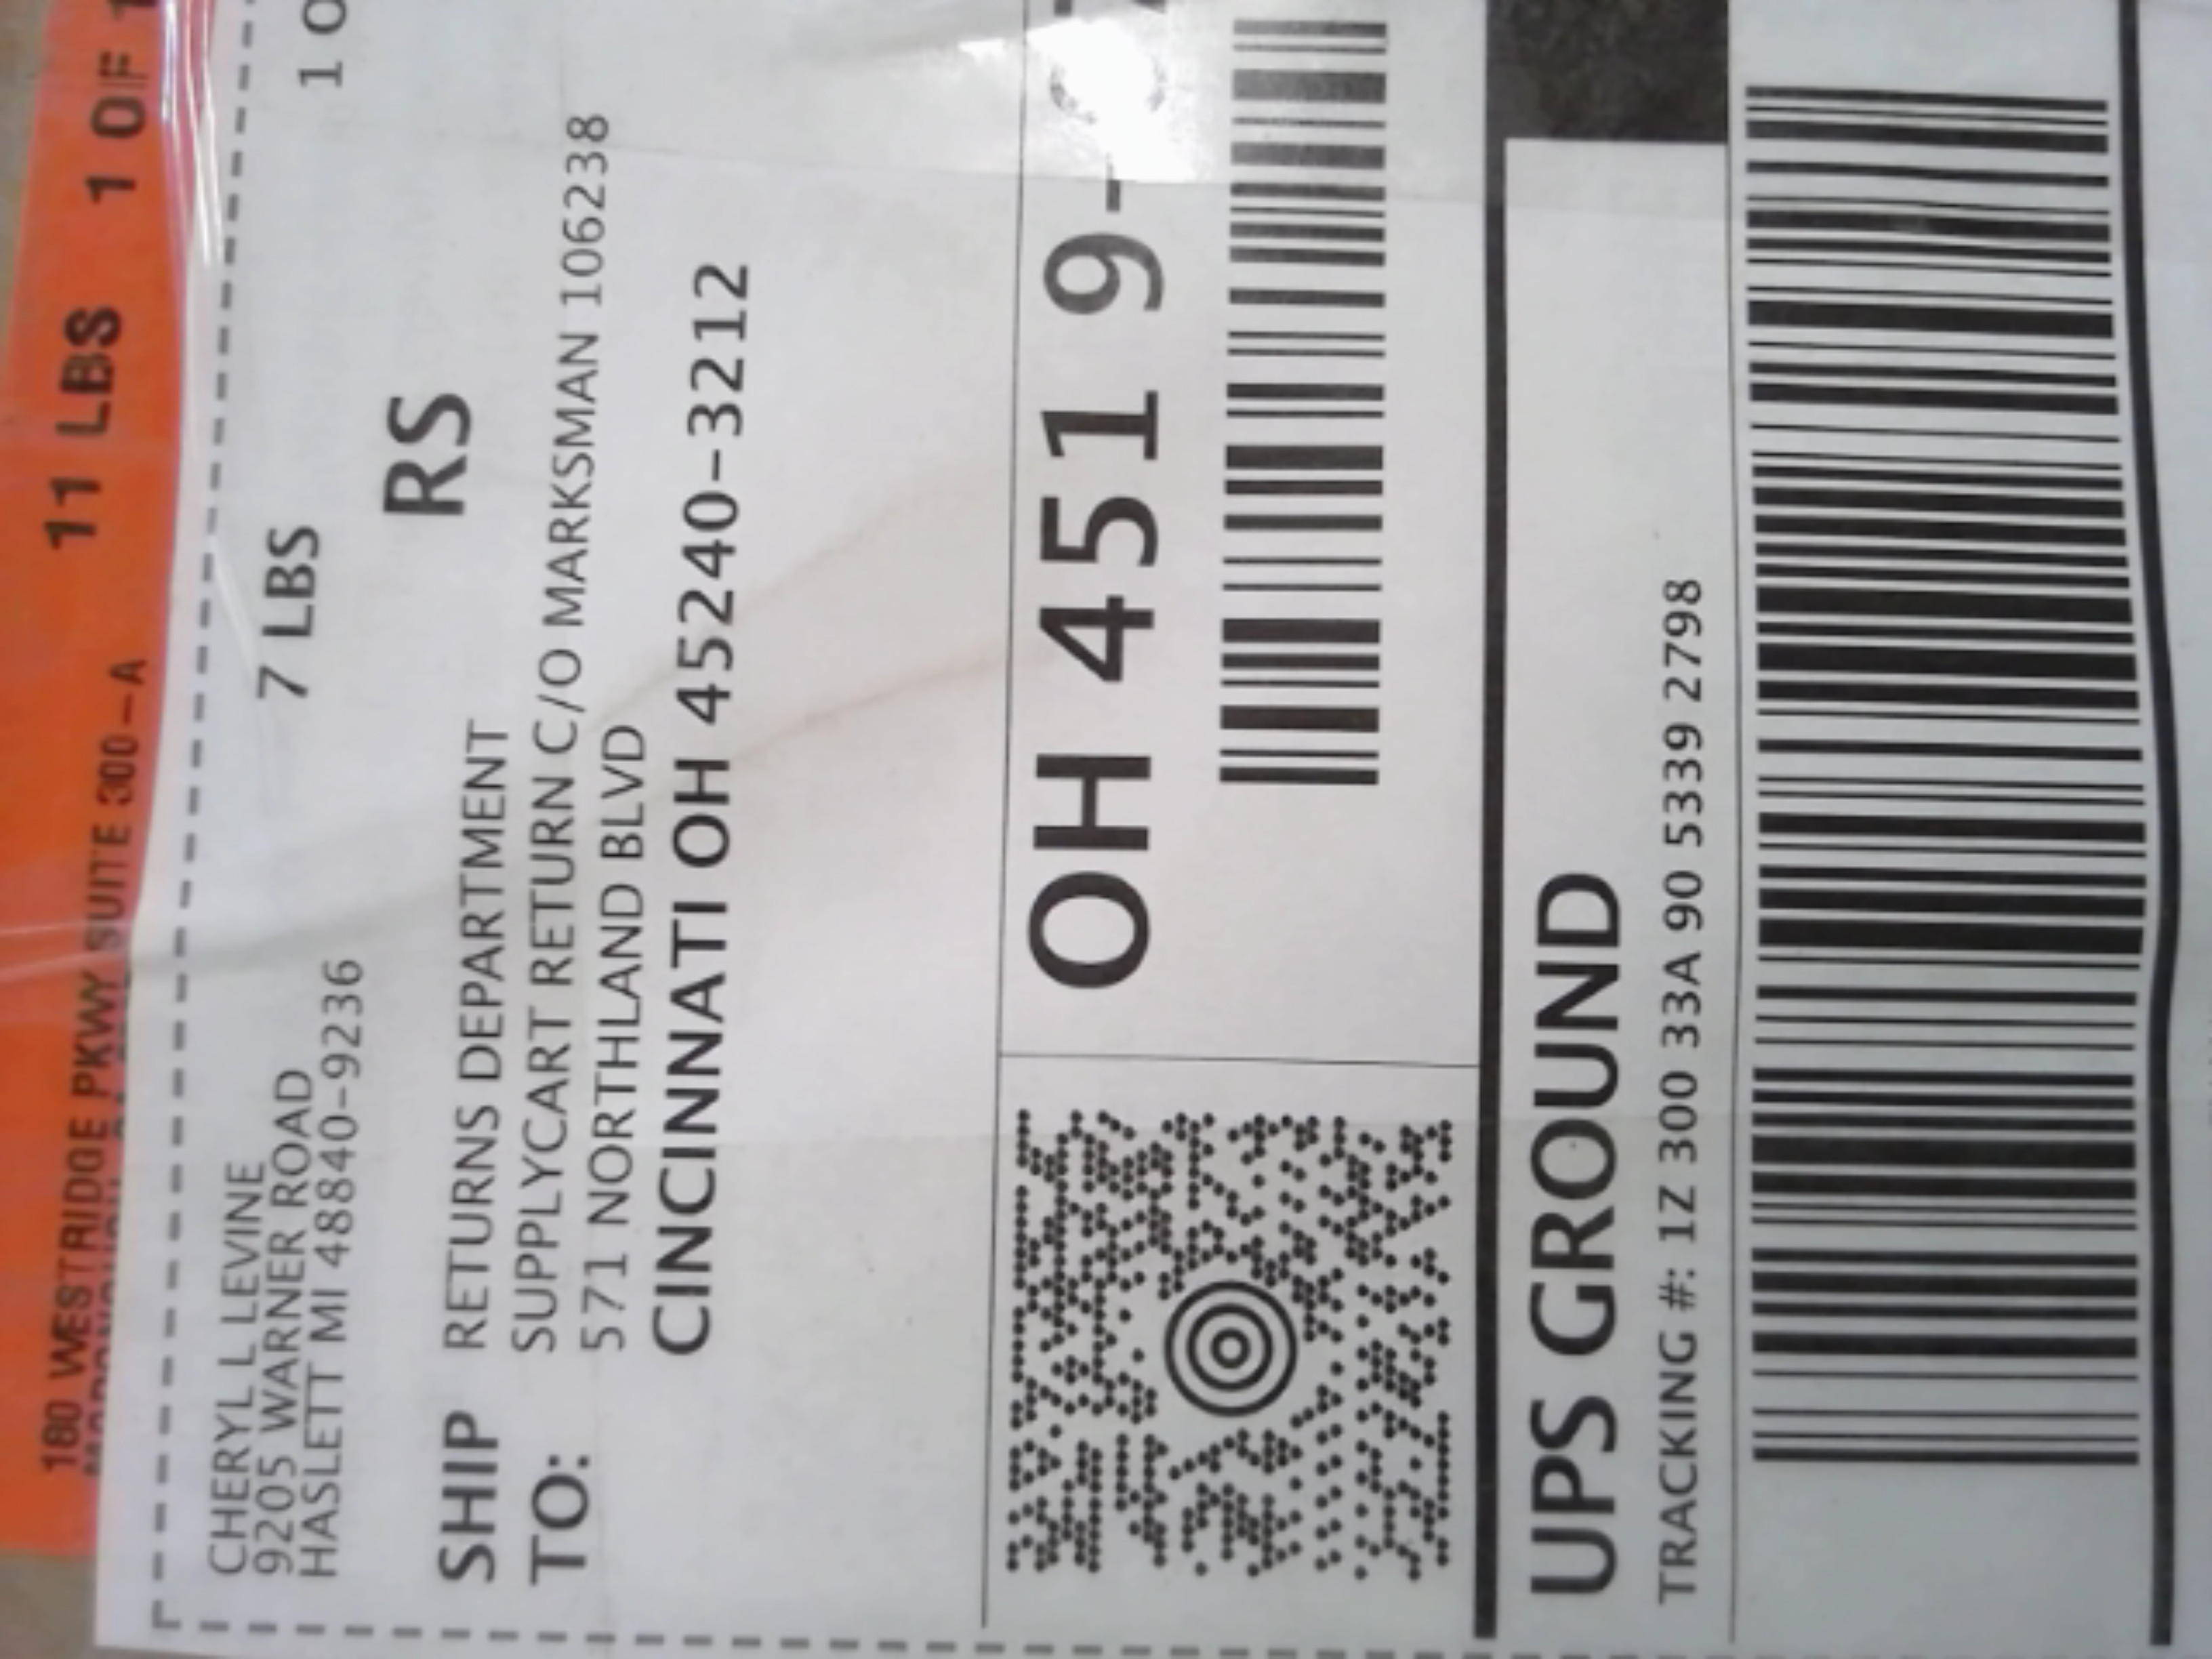 180 WESTRIDGE PKWY SUITE 300-A
11 LBS 1 OF 1
CHERYL L LEVINE
9205 WARNER ROAD
HASLETT MI 48840-9236
7 LBS
1 O
RS
SHIP TO:
RETURNS DEPARTMENT
SUPPLYCART RETURN C/O MARKSMAN 106238
571 NORTHLAND BLVD
CINCINNATI OH 45240-3212
OH 451 9-
UPS GROUND
TRACKING #: 1Z 300 33A 90 5339 2798